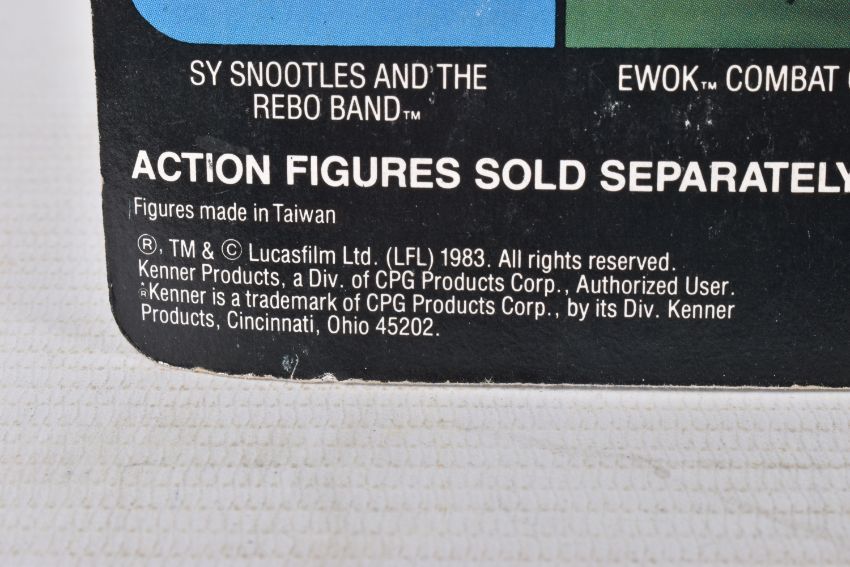 SY SNOOTLES AND THE
REBO BAND™
EWOK™ COMBAT
ACTION FIGURES SOLD SEPARATELY
Figures made in Taiwan
®, TM & © Lucasfilm Ltd. (LFL) 1983. All rights reserved.
Kenner Products, a Div. of CPG Products Corp., Authorized User.
®Kenner is a trademark of CPG Products Corp., by its Div. Kenner
Products, Cincinnati, Ohio 45202.